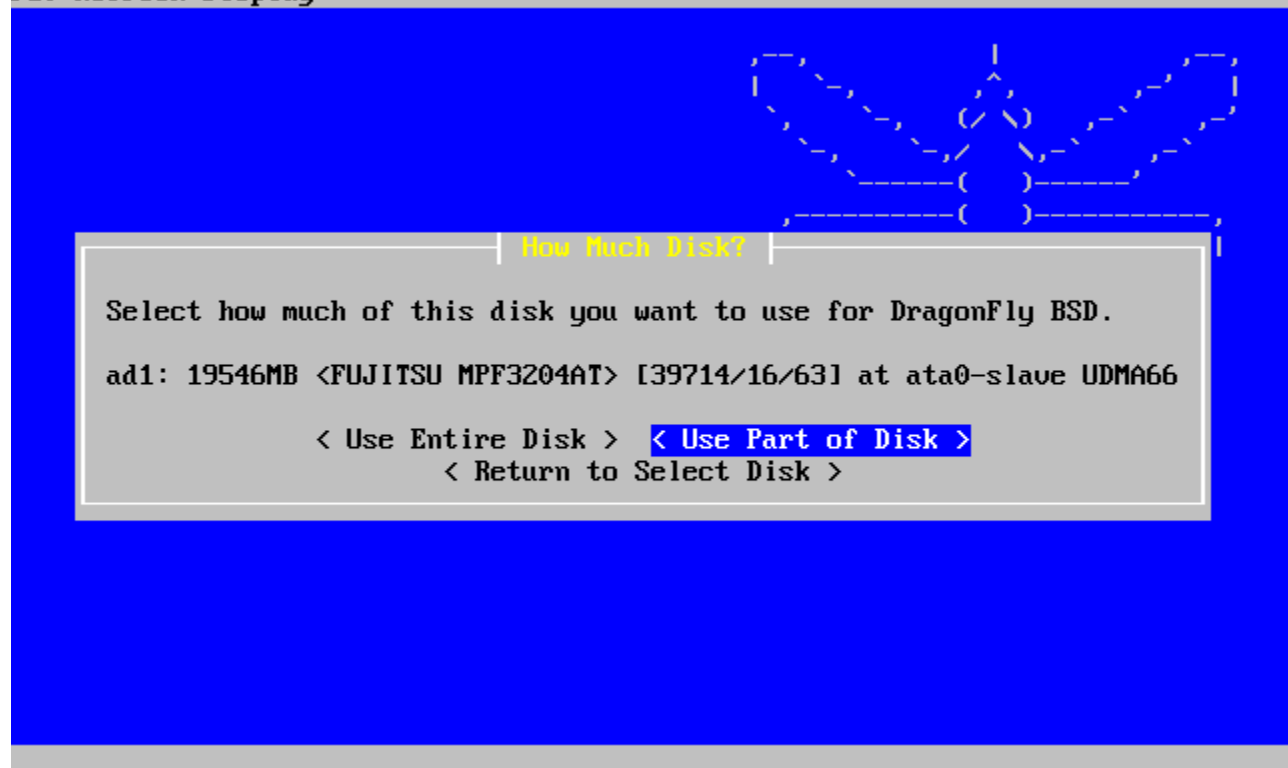 How Much Disk?
Select how much of this disk you want to use for DragonFly BSD.
ad1: 19546MB <FUJITSU MPF3204AT> [39714/16/63] at ata0-slave UDMA66
< Use Entire Disk > < Use Part of Disk >
< Return to Select Disk >